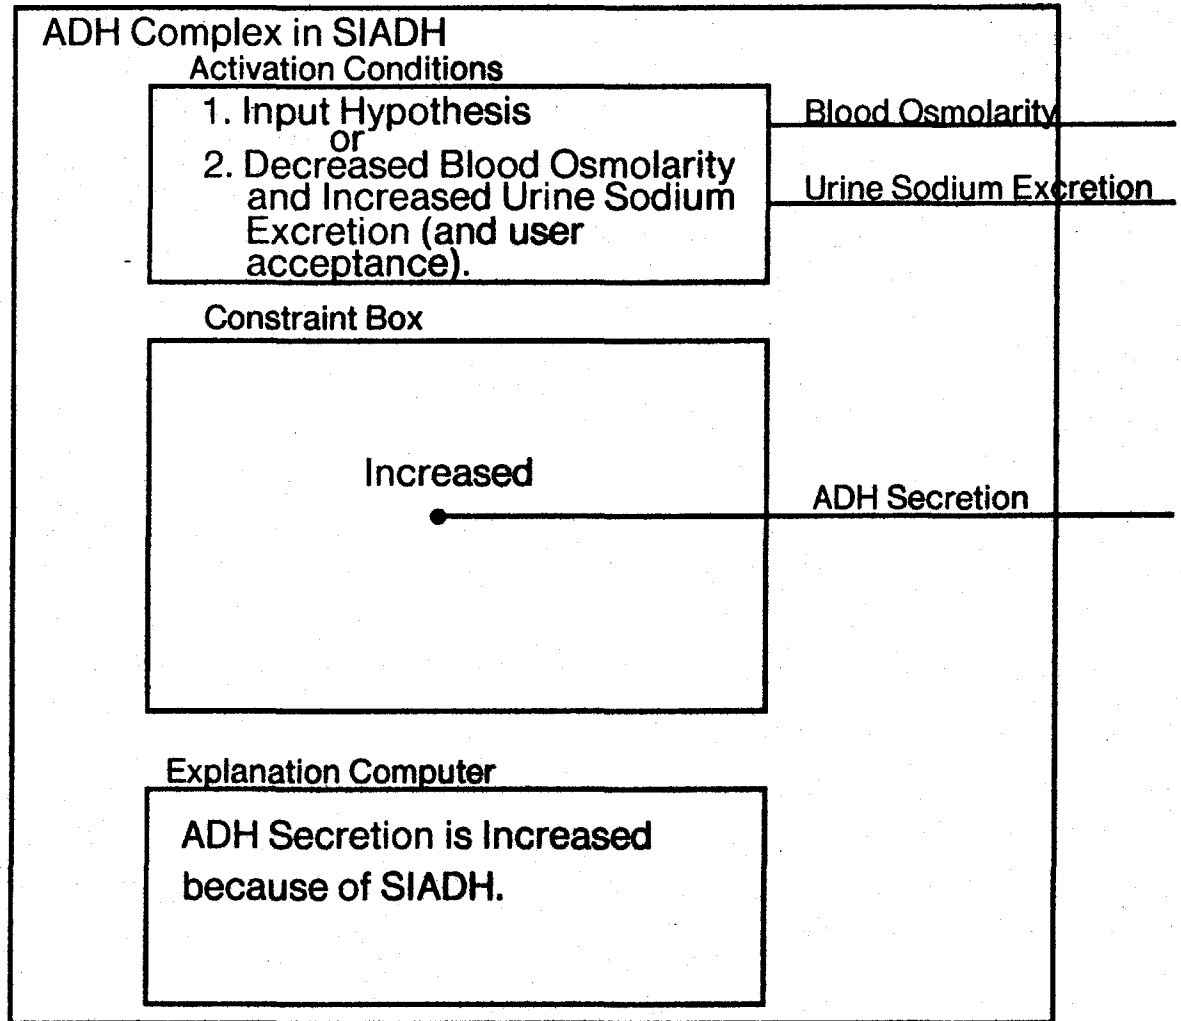 ADH Complex in SIADH
Activation Conditions
1. Input Hypothesis
or
2. Decreased Blood Osmolarity
and Increased Urine Sodium
Excretion (and user
acceptance).
Blood Osmolarity
Urine Sodium Excretion
Constraint Box
Increased
ADH Secretion
Explanation Computer
ADH Secretion is Increased
because of SIADH.